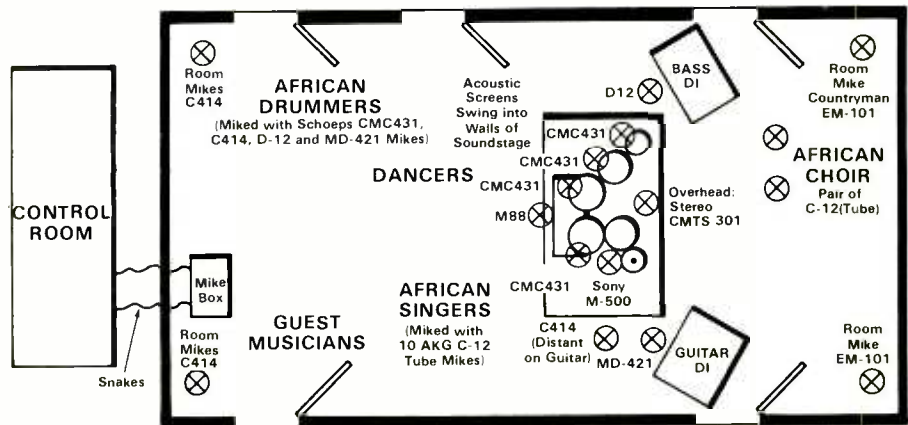 Room
Mikes
C414
AFRICAN
DRUMMERS
(Miked with Schoeps CMC431,
C414, D-12 and MD-421 Mikes)
Acoustic
Screens
Swing into
Walls of
Soundstage
D12
BASS
DI
Room
Mike
Countryman
EM-101
DANCERS
CMC431
CMC431
CMC431
M88
Overhead:
Stereo
CMTS 301
AFRICAN
CHOIR
Pair of
C-12(Tube)
CONTROL
ROOM
Mike
Box
Snakes
Room
Mikes
C414
GUEST
MUSICIANS
AFRICAN
SINGERS
(Miked with
10 AKG C-12
Tube Mikes)
CMC431
Sony
M-500
C414
(Distant
on Guitar)
MD-421
GUITAR
DI
Room
Mike
EM-101